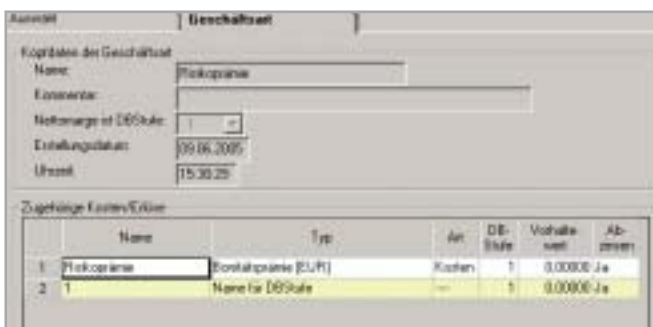 Auswahl Geschäftsart
Kopfdaten der Geschäftsart
Name: Risikoprämie
Kommentar:
Nettomarge ist DBStufe: 1
Erstellungsdatum: 09.06.2005
Uhrzeit: 15:30:29
Zugehörige Kosten/Erlöse
Name Typ Art DB-Stufe Vorhalte-wert Ab-zinsen
1 Risikoprämie Bonitätsprämie [EUR] Kosten 1 0,00000 Ja
2 1 Name für DBStufe --- 1 0,00000 Ja